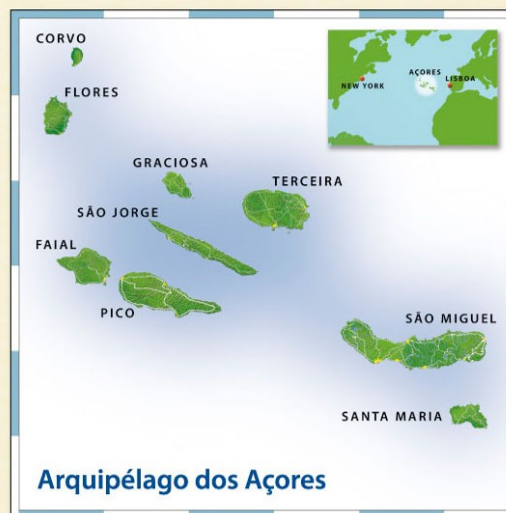 CORVO
FLORES
AÇORES
NEW YORK
LISBOA
GRACIOSA
TERCEIRA
SÃO JORGE
FAIAL
PICO
SÃO MIGUEL
SANTA MARIA
Arquipélago dos Açores